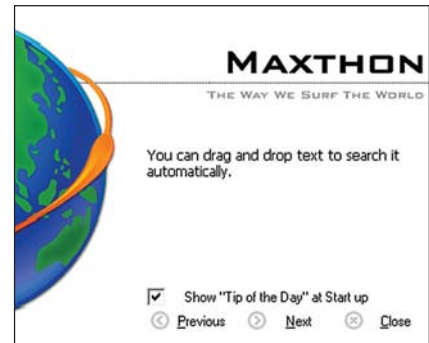 MAXTHON
THE WAY WE SURF THE WORLD
You can drag and drop text to search it
automatically.
Show "Tip of the Day" at Start up
Previous Next Close